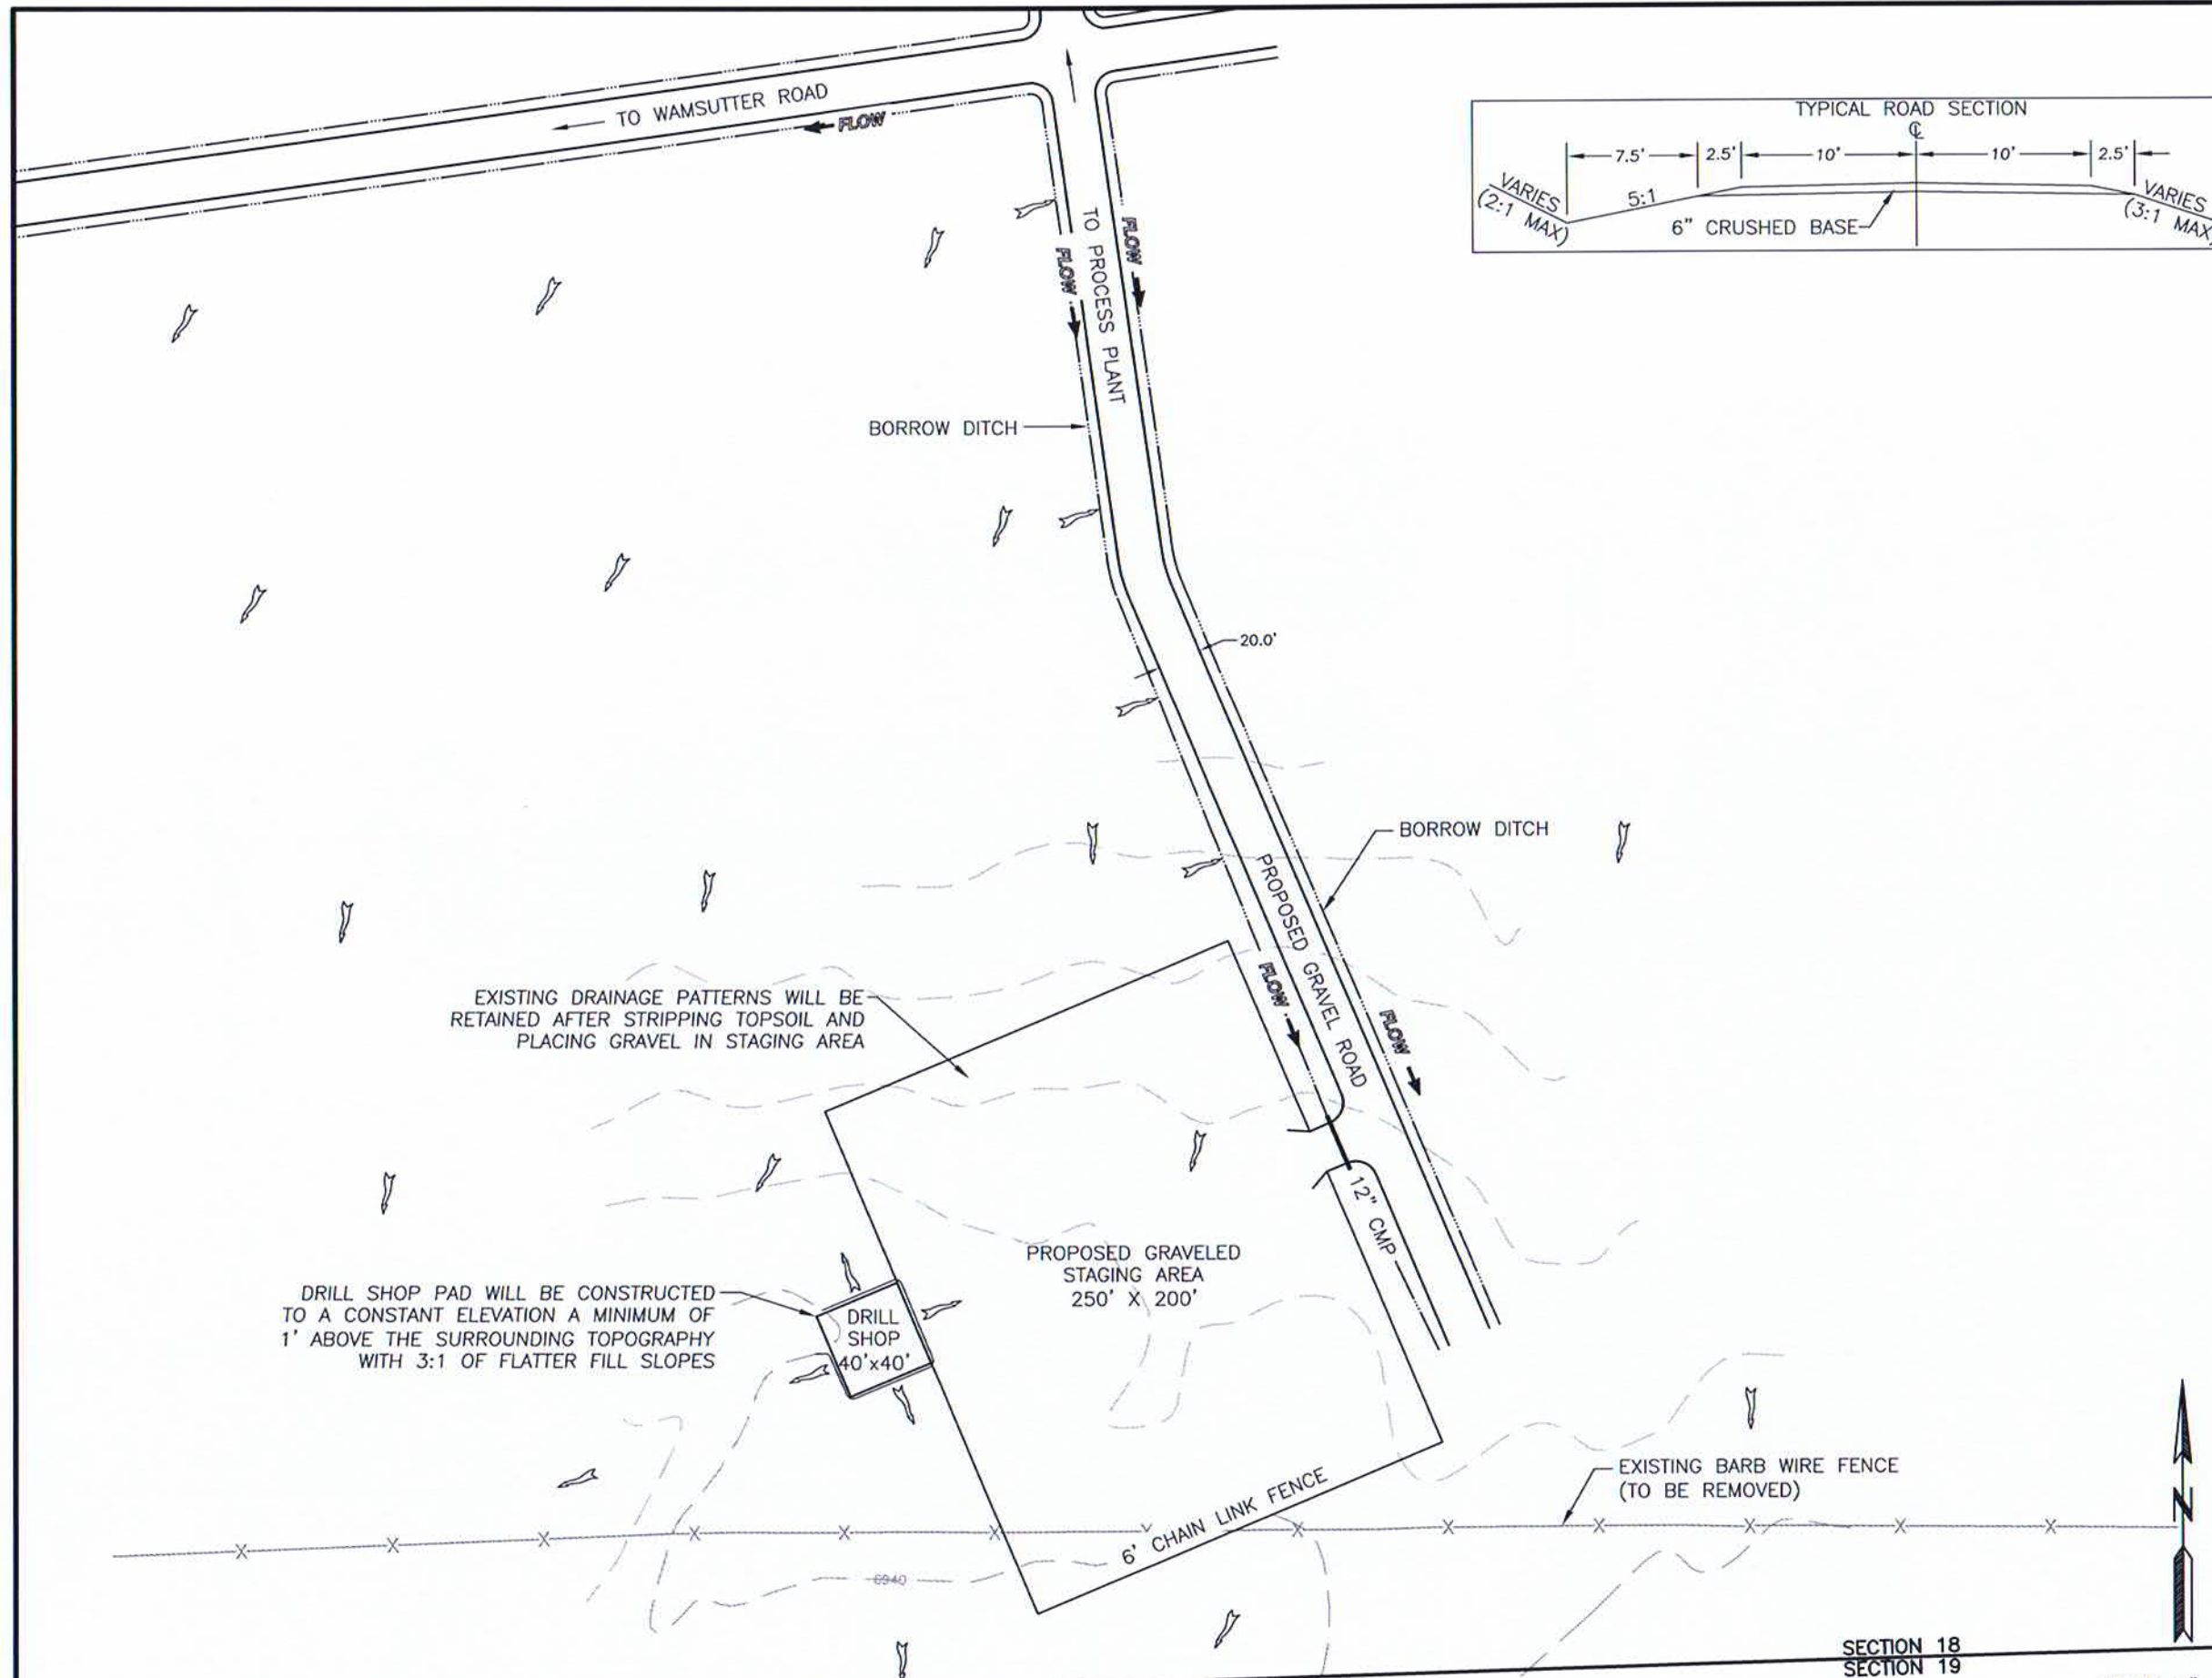 TO WAMSUTTER ROAD
FLOW
TYPICAL ROAD SECTION
℄
7.5'
2.5'
10'
10'
2.5'
VARIES
(2:1 MAX)
5:1
6" CRUSHED BASE
VARIES
(3:1 MAX)
TO PROCESS PLANT
FLOW
FLOW
BORROW DITCH
20.0'
BORROW DITCH
PROPOSED GRAVEL ROAD
FLOW
FLOW
EXISTING DRAINAGE PATTERNS WILL BE
RETAINED AFTER STRIPPING TOPSOIL AND
PLACING GRAVEL IN STAGING AREA
12" CMP
PROPOSED GRAVELED
STAGING AREA
250' X 200'
DRILL SHOP PAD WILL BE CONSTRUCTED
TO A CONSTANT ELEVATION A MINIMUM OF
1' ABOVE THE SURROUNDING TOPOGRAPHY
WITH 3:1 OF FLATTER FILL SLOPES
DRILL
SHOP
40'x40'
EXISTING BARB WIRE FENCE
(TO BE REMOVED)
6' CHAIN LINK FENCE
6940
N
SECTION 18
SECTION 19